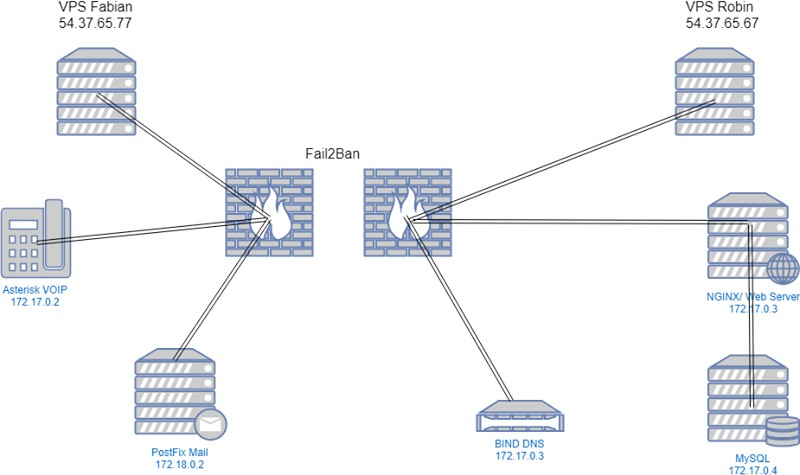 VPS Fabian
54.37.65.77
VPS Robin
54.37.65.67
Fail2Ban
Asterisk VOIP
172.17.0.2
NGINX/ Web Server
172.17.0.3
PostFix Mail
172.18.0.2
BIND DNS
172.17.0.3
MySQL
172.17.0.4